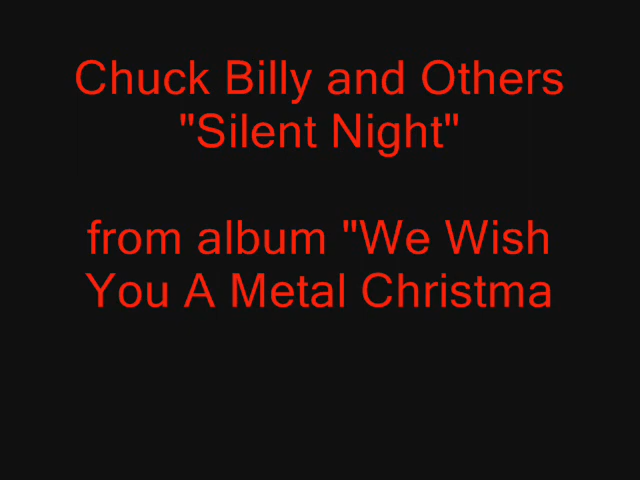 Chuck Billy and Others
"Silent Night"
from album "We Wish
You A Metal Christma